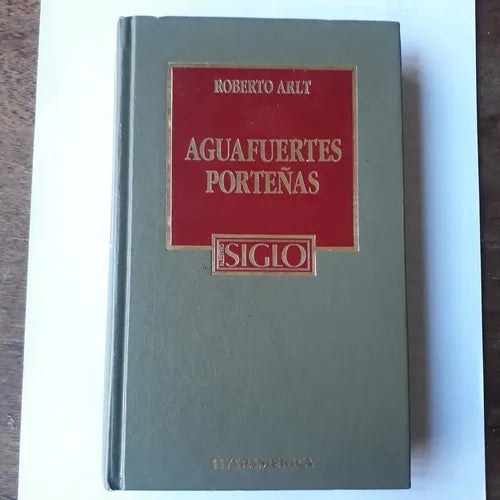 ROBERTO ARLT
AGUAFUERTES
PORTEÑAS
SIGLO
HYSPAMERICA